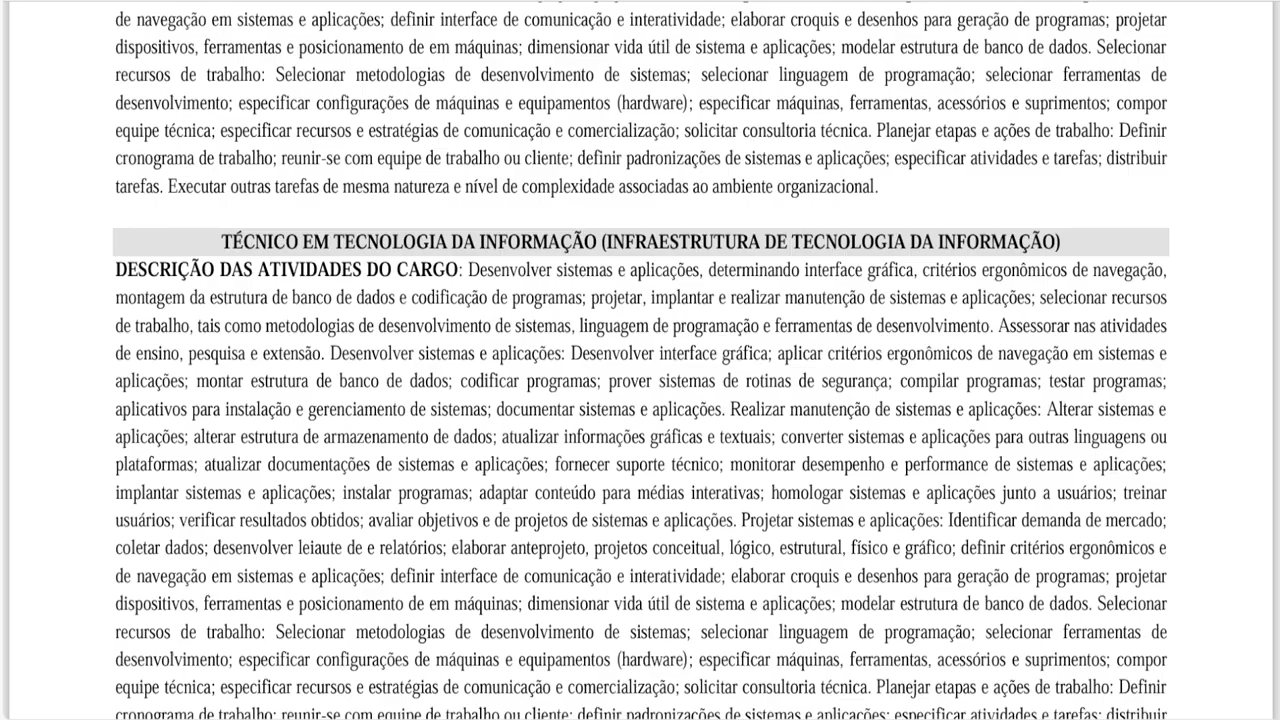 de navegação em sistemas e aplicações; definir interface de comunicação e interatividade; elaborar croquis e desenhos para geração de programas; projetar
dispositivos, ferramentas e posicionamento de em máquinas; dimensionar vida útil de sistema e aplicações; modelar estrutura de banco de dados. Selecionar
recursos de trabalho: Selecionar metodologias de desenvolvimento de sistemas; selecionar linguagem de programação; selecionar ferramentas de
desenvolvimento; especificar configurações de máquinas e equipamentos (hardware); especificar máquinas, ferramentas, acessórios e suprimentos; compor
equipe técnica; especificar recursos e estratégias de comunicação e comercialização; solicitar consultoria técnica. Planejar etapas e ações de trabalho: Definir
cronograma de trabalho; reunir-se com equipe de trabalho ou cliente; definir padronizações de sistemas e aplicações; especificar atividades e tarefas; distribuir
tarefas. Executar outras tarefas de mesma natureza e nível de complexidade associadas ao ambiente organizacional.
TÉCNICO EM TECNOLOGIA DA INFORMAÇÃO (INFRAESTRUTURA DE TECNOLOGIA DA INFORMAÇÃO)
DESCRIÇÃO DAS ATIVIDADES DO CARGO: Desenvolver sistemas e aplicações, determinando interface gráfica, critérios ergonômicos de navegação,
montagem da estrutura de banco de dados e codificação de programas; projetar, implantar e realizar manutenção de sistemas e aplicações; selecionar recursos
de trabalho, tais como metodologias de desenvolvimento de sistemas, linguagem de programação e ferramentas de desenvolvimento. Assessorar nas atividades
de ensino, pesquisa e extensão. Desenvolver sistemas e aplicações: Desenvolver interface gráfica; aplicar critérios ergonômicos de navegação em sistemas e
aplicações; montar estrutura de banco de dados; codificar programas; prover sistemas de rotinas de segurança; compilar programas; testar programas;
aplicativos para instalação e gerenciamento de sistemas; documentar sistemas e aplicações. Realizar manutenção de sistemas e aplicações: Alterar sistemas e
aplicações; alterar estrutura de armazenamento de dados; atualizar informações gráficas e textuais; converter sistemas e aplicações para outras linguagens ou
plataformas; atualizar documentações de sistemas e aplicações; fornecer suporte técnico; monitorar desempenho e performance de sistemas e aplicações;
implantar sistemas e aplicações; instalar programas; adaptar conteúdo para médias interativas; homologar sistemas e aplicações junto a usuários; treinar
usuários; verificar resultados obtidos; avaliar objetivos e de projetos de sistemas e aplicações. Projetar sistemas e aplicações: Identificar demanda de mercado;
coletar dados; desenvolver leiaute de e relatórios; elaborar anteprojeto, projetos conceitual, lógico, estrutural, físico e gráfico; definir critérios ergonômicos e
de navegação em sistemas e aplicações; definir interface de comunicação e interatividade; elaborar croquis e desenhos para geração de programas; projetar
dispositivos, ferramentas e posicionamento de em máquinas; dimensionar vida útil de sistema e aplicações; modelar estrutura de banco de dados. Selecionar
recursos de trabalho: Selecionar metodologias de desenvolvimento de sistemas; selecionar linguagem de programação; selecionar ferramentas de
desenvolvimento; especificar configurações de máquinas e equipamentos (hardware); especificar máquinas, ferramentas, acessórios e suprimentos; compor
equipe técnica; especificar recursos e estratégias de comunicação e comercialização; solicitar consultoria técnica. Planejar etapas e ações de trabalho: Definir
cronograma de trabalho; reunir-se com equipe de trabalho ou cliente; definir padronizações de sistemas e aplicações; especificar atividades e tarefas; distribuir